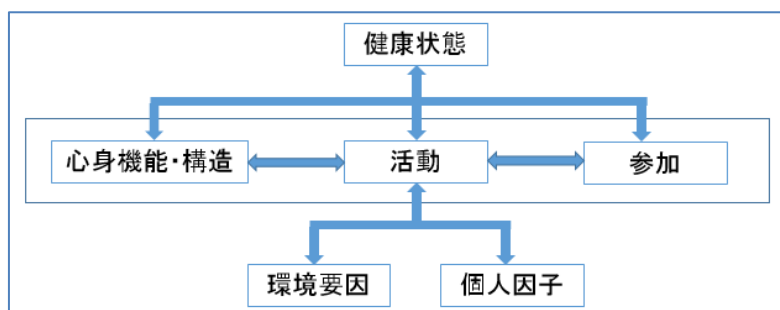 健康状態
心身機能・構造
活動
参加
環境要因
個人因子